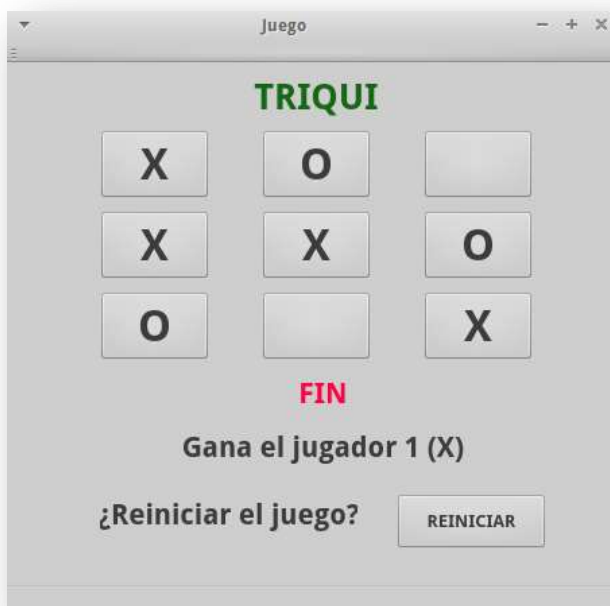 Juego
TRIQUI
X O
X X O
O X
FIN
Gana el jugador 1 (X)
¿Reiniciar el juego? REINICIAR